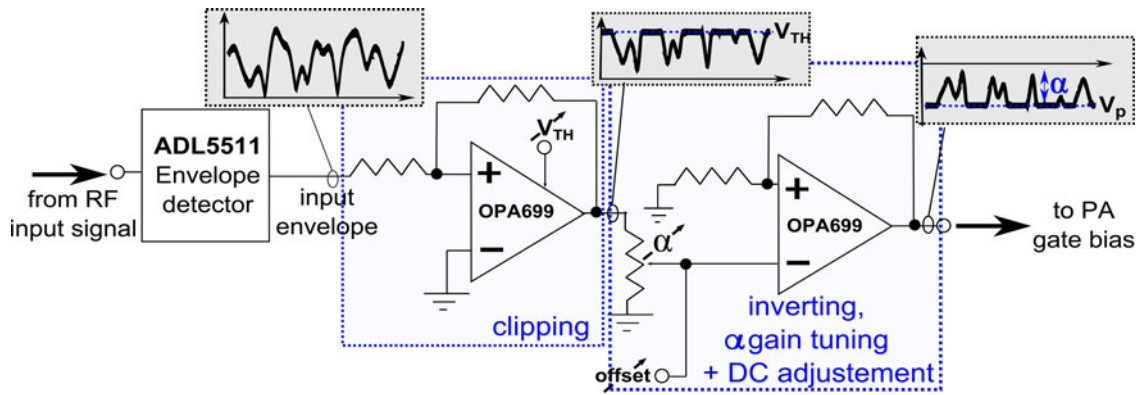 V_TH
α
V_p
ADL5511
Envelope
detector
from RF
input signal
input
envelope
V_TH
+
OPA699
−
clipping
α
+
OPA699
−
to PA
gate bias
inverting,
α gain tuning
+ DC adjustement
offset